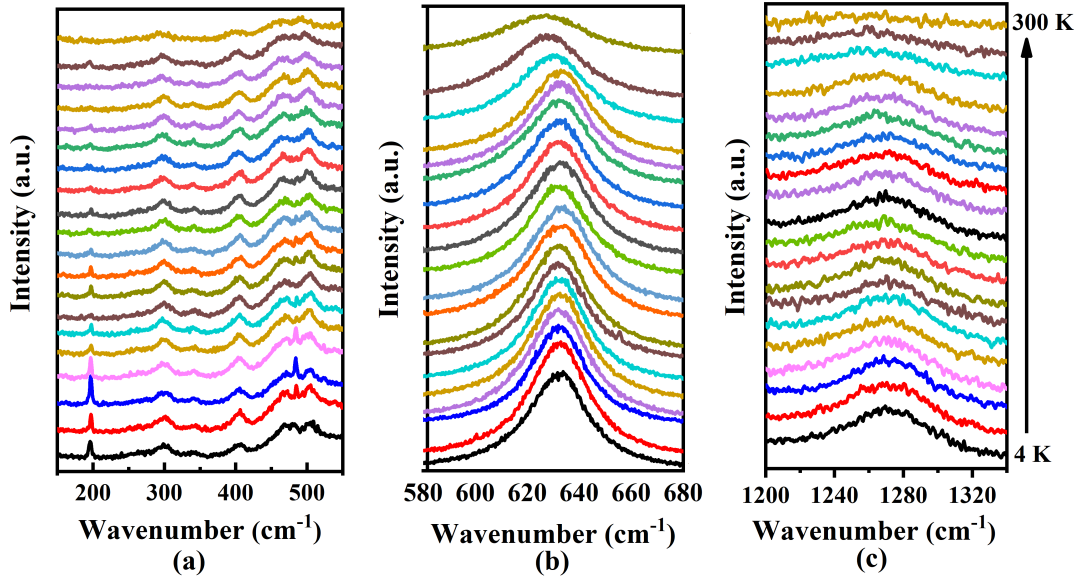 Intensity (a.u.)
200 300 400 500
Wavenumber (cm⁻¹)
(a)
Intensity (a.u.)
580 600 620 640 660 680
Wavenumber (cm⁻¹)
(b)
Intensity (a.u.)
300 K
4 K
1200 1240 1280 1320
Wavenumber (cm⁻¹)
(c)